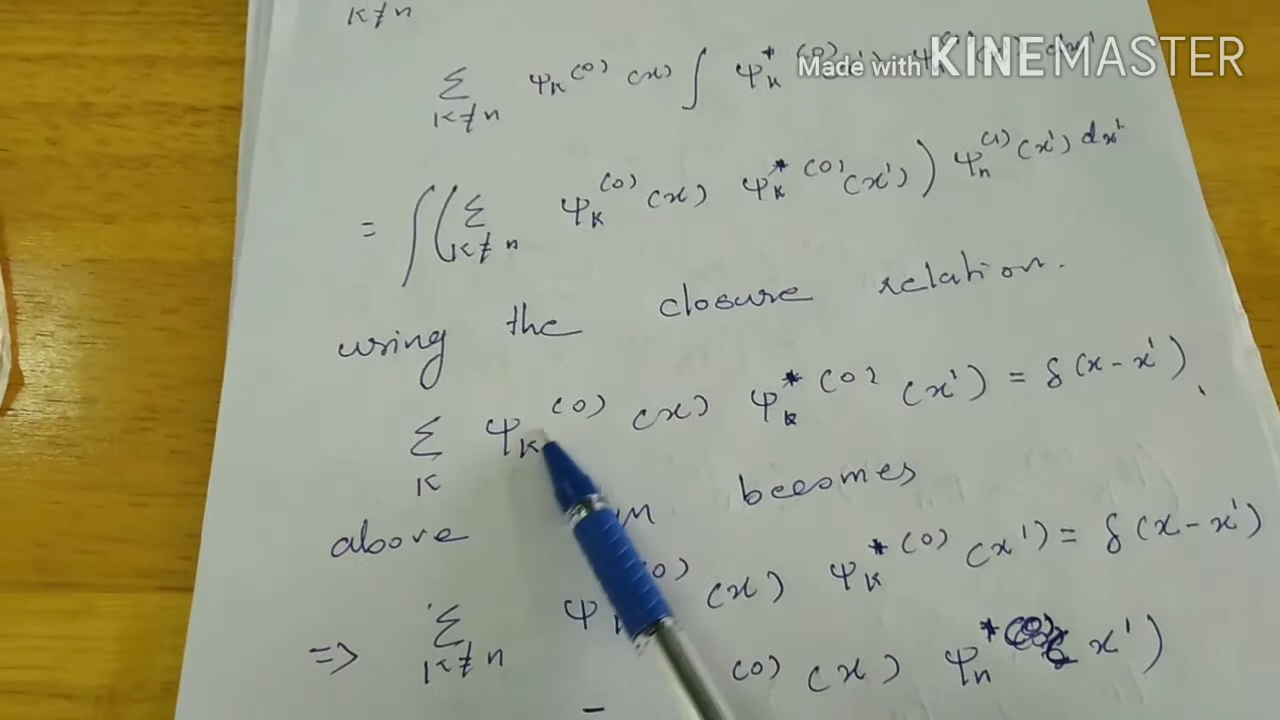 K≠n
Σ K≠n ψK(0) (x) ∫ ψK*
Made with KINEMASTER
= ∫(Σ K≠n ψK(0) (x) ψK*(0) (x')) ψn(1) (x') dx'
using the closure relation.
Σ K ψK(0) (x) ψk*(0) (x') = δ(x-x').
above becomes
=> Σ K≠n ψ (0) (x) ψK*(0) (x') = δ(x-x')
- (0) (x) ψn* x')